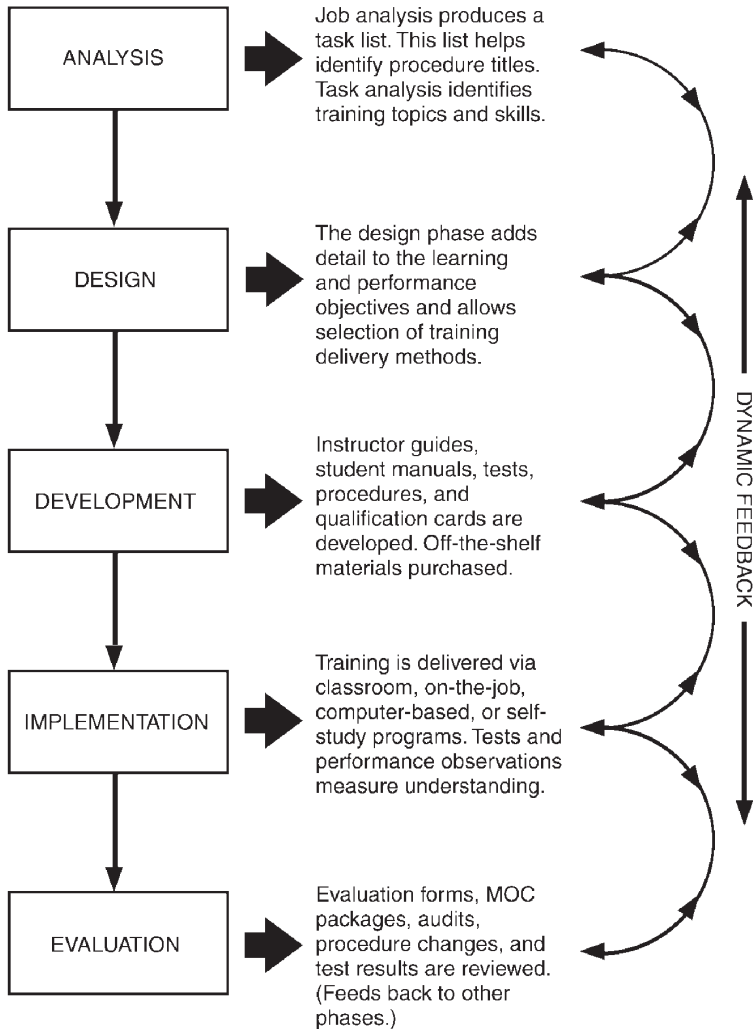 ANALYSIS
Job analysis produces a
task list. This list helps
identify procedure titles.
Task analysis identifies
training topics and skills.
DESIGN
The design phase adds
detail to the learning
and performance
objectives and allows
selection of training
delivery methods.
DEVELOPMENT
Instructor guides,
student manuals, tests,
procedures, and
qualification cards are
developed. Off-the-shelf
materials purchased.
IMPLEMENTATION
Training is delivered via
classroom, on-the-job,
computer-based, or self-
study programs. Tests and
performance observations
measure understanding.
EVALUATION
Evaluation forms, MOC
packages, audits,
procedure changes, and
test results are reviewed.
(Feeds back to other
phases.)
DYNAMIC FEEDBACK